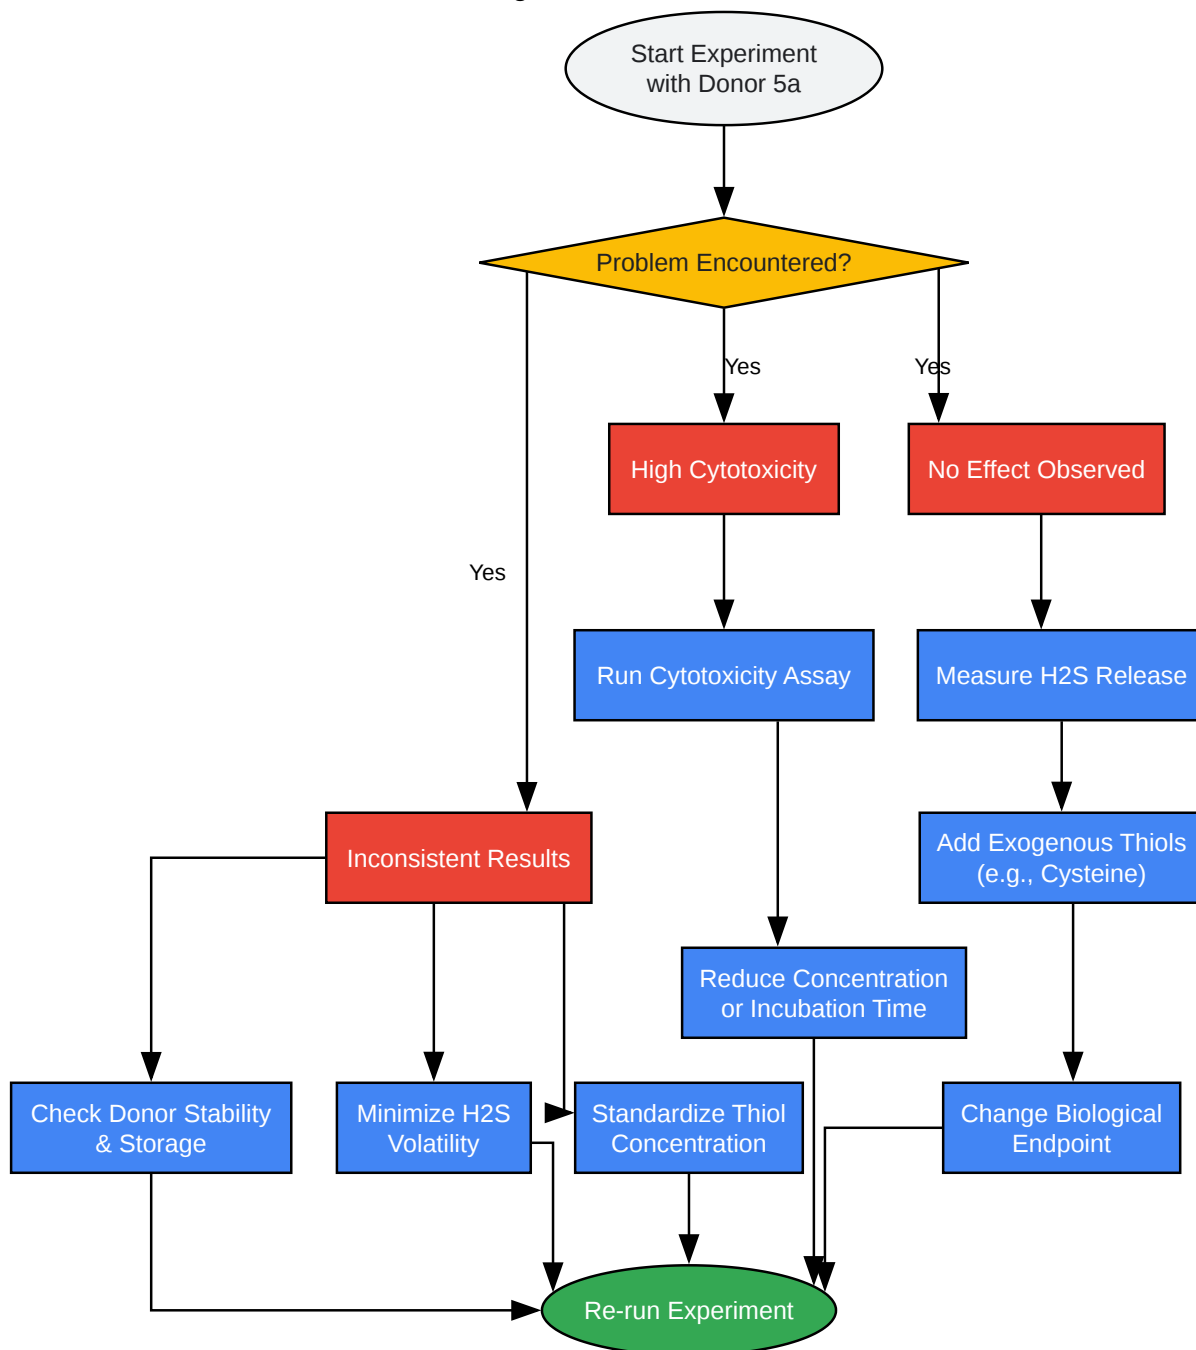 Start Experiment
with Donor 5a
Problem Encountered?
Yes
Yes
High Cytotoxicity
No Effect Observed
Yes
Run Cytotoxicity Assay
Measure H2S Release
Inconsistent Results
Add Exogenous Thiols
(e.g., Cysteine)
Reduce Concentration
or Incubation Time
Check Donor Stability
& Storage
Minimize H2S
Volatility
Standardize Thiol
Concentration
Change Biological
Endpoint
Re-run Experiment